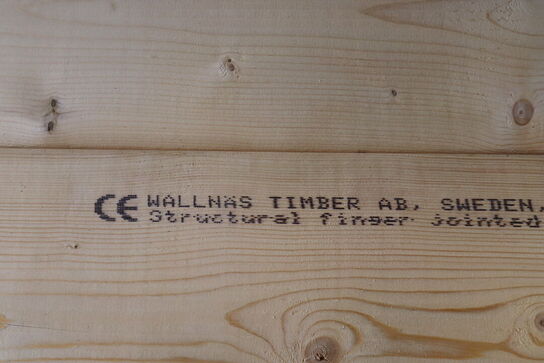 CE WALLNÄS TIMBER AB, SWEDEN,
Structural finger jointed